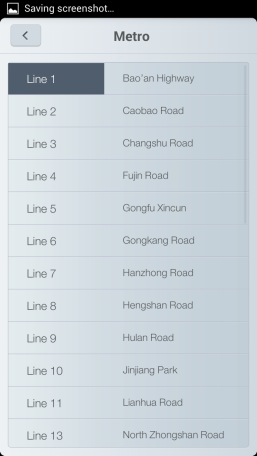 Saving screenshot...
Metro
Line 1 Bao'an Highway
Line 2 Caobao Road
Line 3 Changshu Road
Line 4 Fujin Road
Line 5 Gongfu Xincun
Line 6 Gongkang Road
Line 7 Hanzhong Road
Line 8 Hengshan Road
Line 9 Hulan Road
Line 10 Jinjiang Park
Line 11 Lianhua Road
Line 13 North Zhongshan Road